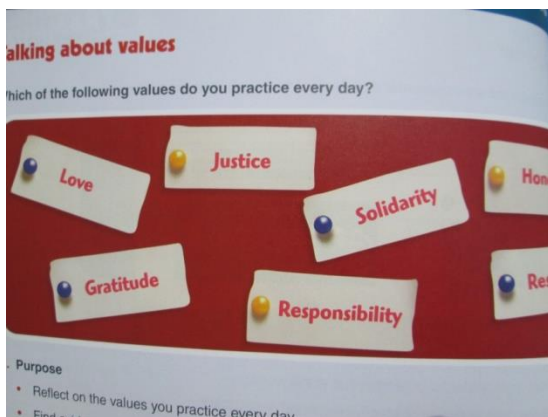 alking about values
hich of the following values do you practice every day?
Love
Justice
Solidarity
Hon
Gratitude
Responsibility
Res
Purpose
• Reflect on the values you practice every day